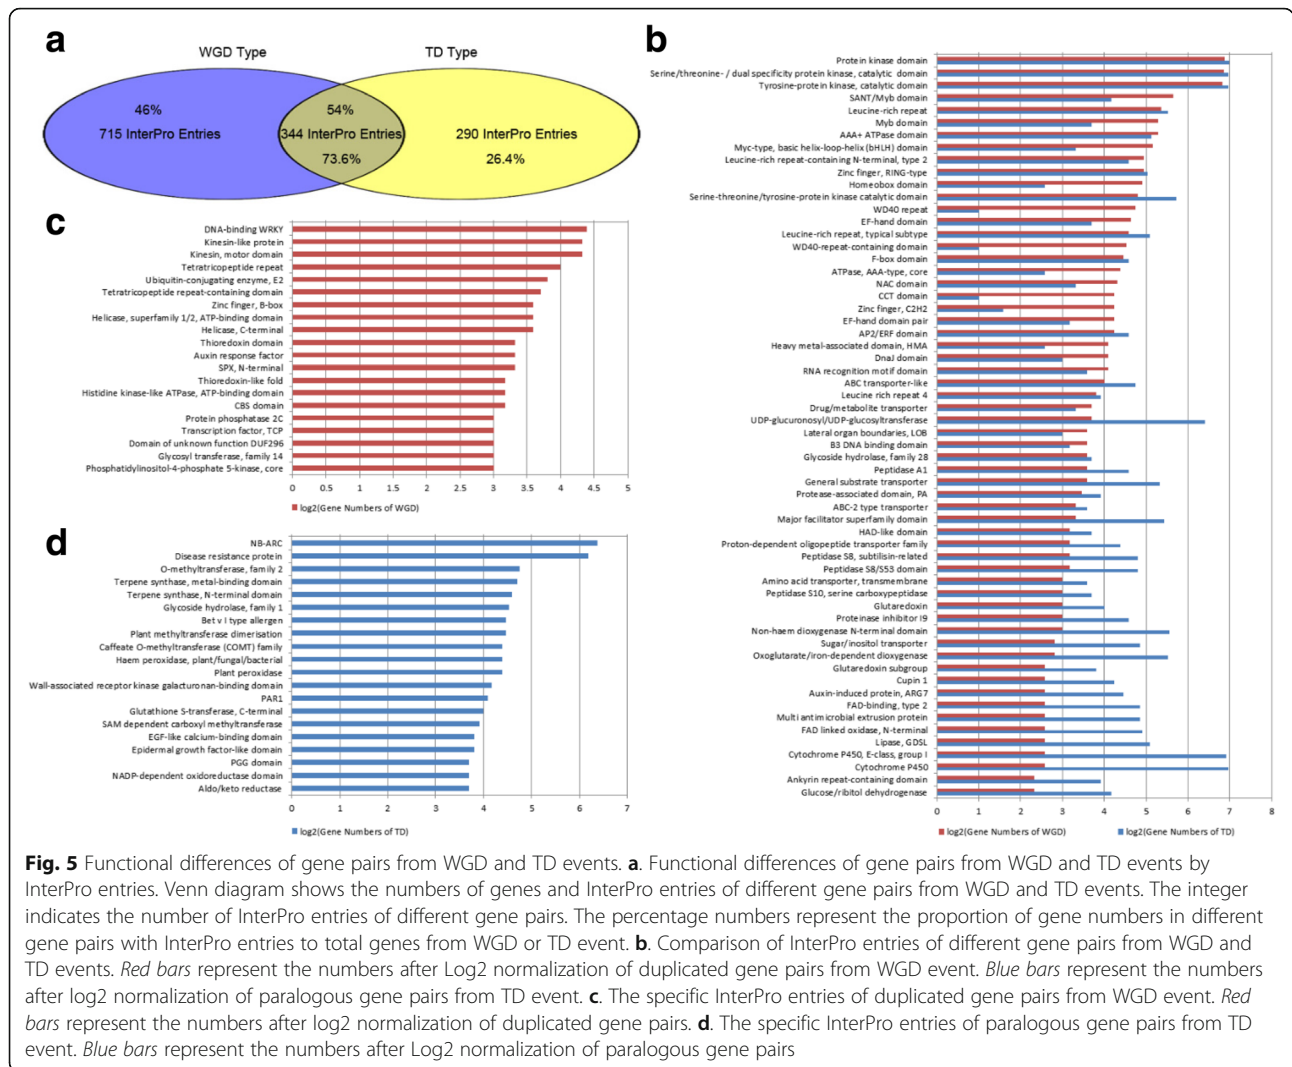 a
WGD Type
TD Type
46%
54%
715 InterPro Entries
344 InterPro Entries
290 InterPro Entries
73.6%
26.4%
b
Protein kinase domain
Serine/threonine- / dual specificity protein kinase, catalytic domain
Tyrosine-protein kinase, catalytic domain
SANT/Myb domain
Leucine-rich repeat
Myb domain
AAA+ ATPase domain
Myc-type, basic helix-loop-helix (bHLH) domain
Leucine-rich repeat-containing N-terminal, type 2
Zinc finger, RING-type
Homeobox domain
Serine-threonine/tyrosine-protein kinase catalytic domain
WD40 repeat
EF-hand domain
Leucine-rich repeat, typical subtype
WD40-repeat-containing domain
F-box domain
ATPase, AAA-type, core
NAC domain
CCT domain
Zinc finger, C2H2
EF-hand domain pair
AP2/ERF domain
Heavy metal-associated domain, HMA
DnaJ domain
RNA recognition motif domain
ABC transporter-like
Leucine rich repeat 4
Drug/metabolite transporter
UDP-glucuronosyl/UDP-glucosyltransferase
Lateral organ boundaries, LOB
B3 DNA binding domain
Glycoside hydrolase, family 28
Peptidase A1
General substrate transporter
Protease-associated domain, PA
ABC-2 type transporter
Major facilitator superfamily domain
HAD-like domain
Proton-dependent oligopeptide transporter family
Peptidase S8, subtilisin-related
Peptidase S8/S53 domain
Amino acid transporter, transmembrane
Peptidase S10, serine carboxypeptidase
Glutaredoxin
Proteinase inhibitor I9
Non-haem dioxygenase N-terminal domain
Sugar/inositol transporter
Oxoglutarate/iron-dependent dioxygenase
Glutaredoxin subgroup
Cupin 1
Auxin-induced protein, ARG7
FAD-binding, type 2
Multi antimicrobial extrusion protein
FAD linked oxidase, N-terminal
Lipase, GDSL
Cytochrome P450, E-class, group I
Cytochrome P450
Ankyrin repeat-containing domain
Glucose/ribitol dehydrogenase
0 1 2 3 4 5 6 7 8
log2(Gene Numbers of WGD) log2(Gene Numbers of TD)
c
DNA-binding WRKY
Kinesin-like protein
Kinesin, motor domain
Tetratricopeptide repeat
Ubiquitin-conjugating enzyme, E2
Tetratricopeptide repeat-containing domain
Zinc finger, B-box
Helicase, superfamily 1/2, ATP-binding domain
Helicase, C-terminal
Thioredoxin domain
Auxin response factor
SPX, N-terminal
Thioredoxin-like fold
Histidine kinase-like ATPase, ATP-binding domain
CBS domain
Protein phosphatase 2C
Transcription factor, TCP
Domain of unknown function DUF296
Glycosyl transferase, family 14
Phosphatidylinositol-4-phosphate 5-kinase, core
0 0.5 1 1.5 2 2.5 3 3.5 4 4.5 5
log2(Gene Numbers of WGD)
d
NB-ARC
Disease resistance protein
O-methyltransferase, family 2
Terpene synthase, metal-binding domain
Terpene synthase, N-terminal domain
Glycoside hydrolase, family 1
Bet v I type allergen
Plant methyltransferase dimerisation
Caffeate O-methyltransferase (COMT) family
Haem peroxidase, plant/fungal/bacterial
Plant peroxidase
Wall-associated receptor kinase galacturonan-binding domain
PAR1
Glutathione S-transferase, C-terminal
SAM dependent carboxyl methyltransferase
EGF-like calcium-binding domain
Epidermal growth factor-like domain
PGG domain
NADP-dependent oxidoreductase domain
Aldo/keto reductase
0 1 2 3 4 5 6 7
log2(Gene Numbers of TD)
Fig. 5 Functional differences of gene pairs from WGD and TD events. a. Functional differences of gene pairs from WGD and TD events by
InterPro entries. Venn diagram shows the numbers of genes and InterPro entries of different gene pairs from WGD and TD events. The integer
indicates the number of InterPro entries of different gene pairs. The percentage numbers represent the proportion of gene numbers in different
gene pairs with InterPro entries to total genes from WGD or TD event. b. Comparison of InterPro entries of different gene pairs from WGD and
TD events. Red bars represent the numbers after Log2 normalization of duplicated gene pairs from WGD event. Blue bars represent the numbers
after log2 normalization of paralogous gene pairs from TD event. c. The specific InterPro entries of duplicated gene pairs from WGD event. Red
bars represent the numbers after log2 normalization of duplicated gene pairs. d. The specific InterPro entries of paralogous gene pairs from TD
event. Blue bars represent the numbers after Log2 normalization of paralogous gene pairs